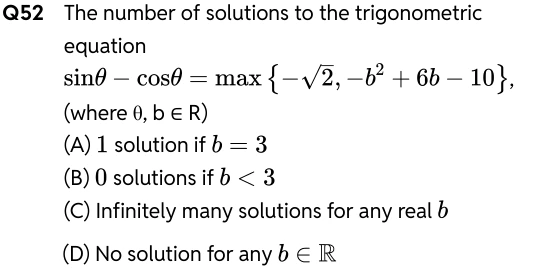 Q52 The number of solutions to the trigonometric
equation
sinθ − cosθ = max {−√2, −b² + 6b − 10},
(where θ, b ∈ R)
(A) 1 solution if b = 3
(B) 0 solutions if b < 3
(C) Infinitely many solutions for any real b
(D) No solution for any b ∈ ℝ